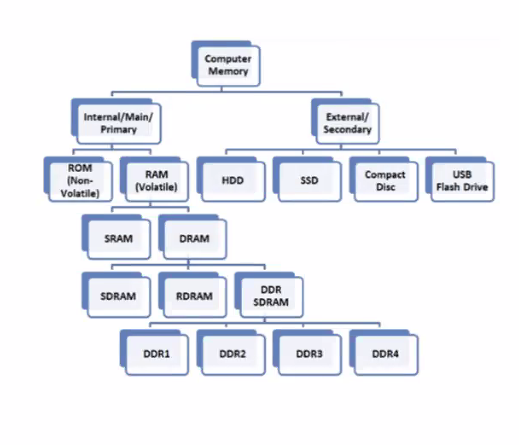 Computer
Memory
Internal/Main/
Primary
External/
Secondary
ROM
(Non-
Volatile)
RAM
(Volatile)
HDD
SSD
Compact
Disc
USB
Flash Drive
SRAM
DRAM
SDRAM
RDRAM
DDR
SDRAM
DDR1
DDR2
DDR3
DDR4